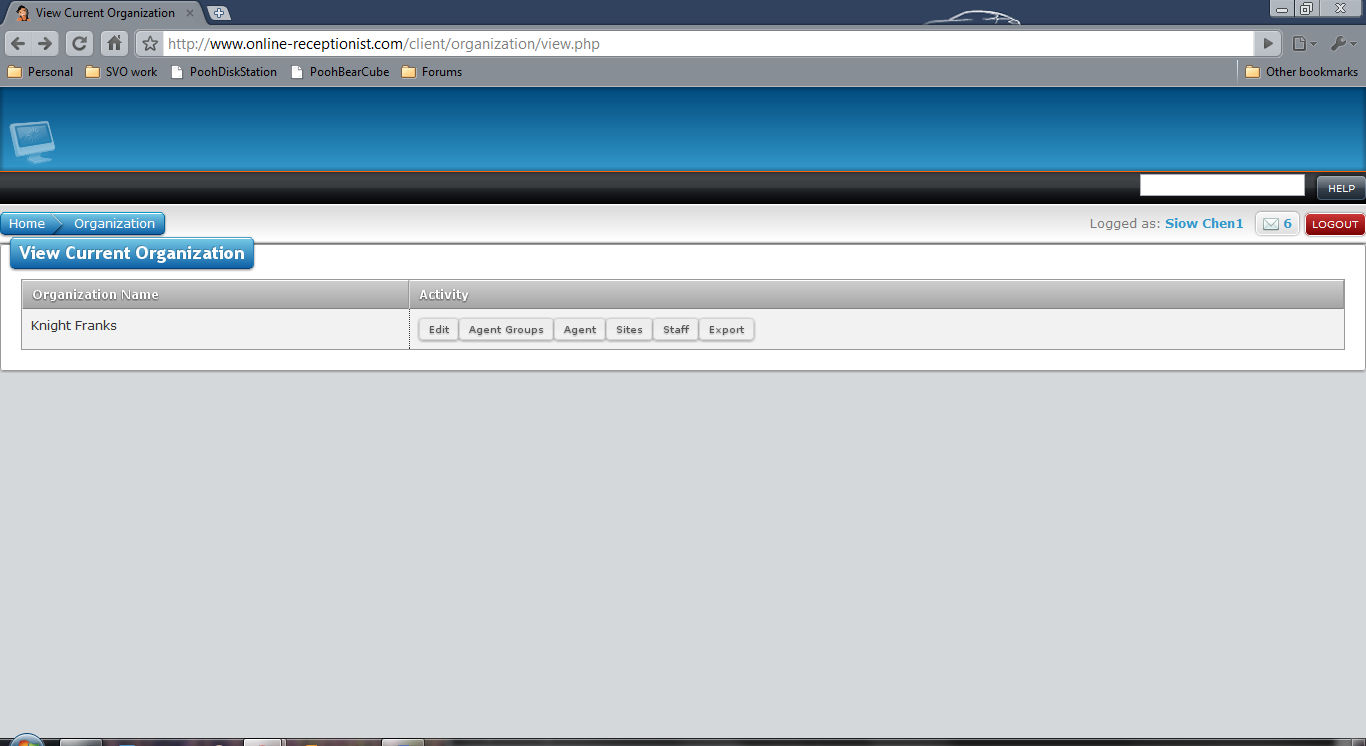 View Current Organization
http://www.online-receptionist.com/client/organization/view.php
Personal SVO work PoohDiskStation PoohBearCube Forums Other bookmarks
HELP
Home Organization Logged as: Siow Chen1 6 LOGOUT
View Current Organization
Organization Name Activity
Knight Franks Edit Agent Groups Agent Sites Staff Export